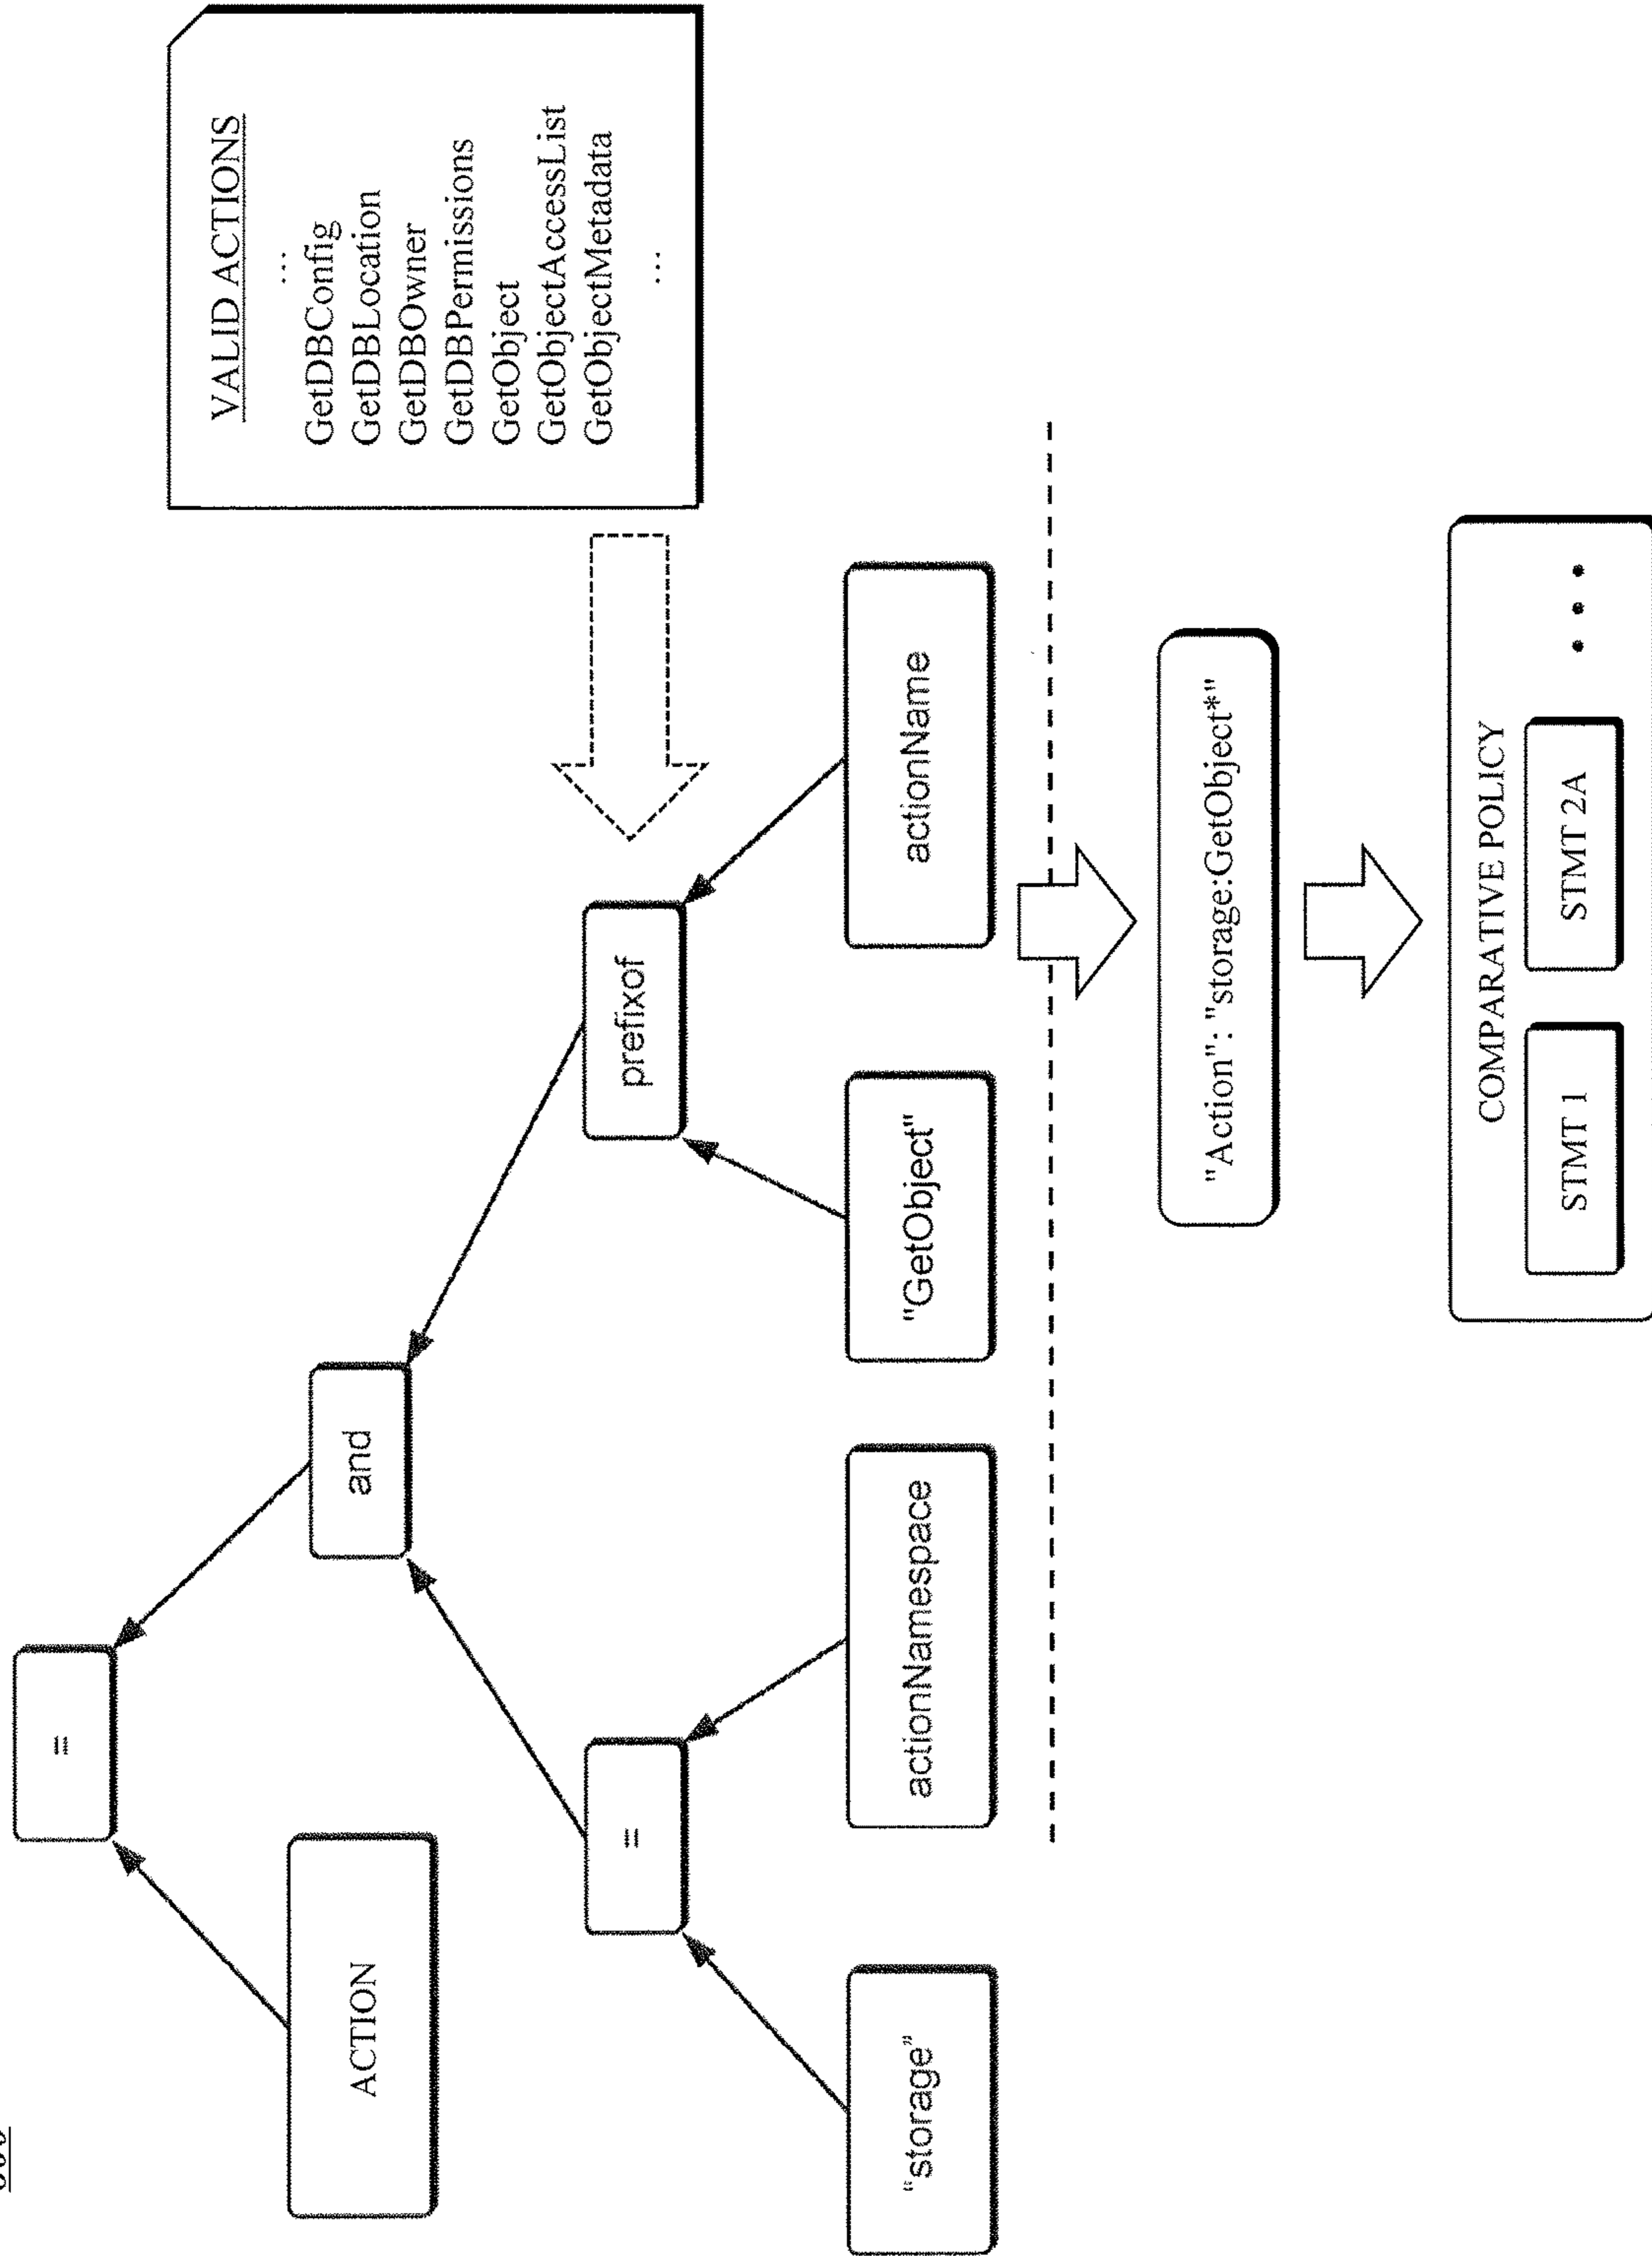 =
ACTION
and
VALID ACTIONS
...
GetDBConfig
GetDBLocation
GetDBOwner
GetDBPermissions
GetObject
GetObjectAccessList
GetObjectMetadata
...
=
prefixof
"storage"
actionNamespace
"GetObject"
actionName
"Action": "storage:GetObject*"
COMPARATIVE POLICY
STMT 1
STMT 2A
• • •